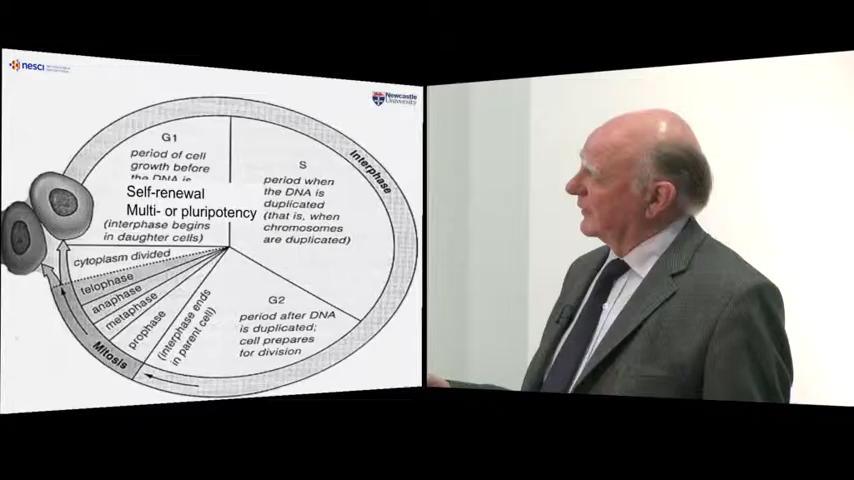 nesci
Newcastle
University
G1
period of cell
growth before
the DNA is
Self-renewal
Multi- or pluripotency
(interphase begins
in daughter cells)
S
period when
the DNA is
duplicated
(that is, when
chromosomes
are duplicated)
Interphase
cytoplasm divided
telophase
anaphase
metaphase
prophase
(interphase ends
in parent cell)
G2
period after DNA
is duplicated;
cell prepares
for division
Mitosis